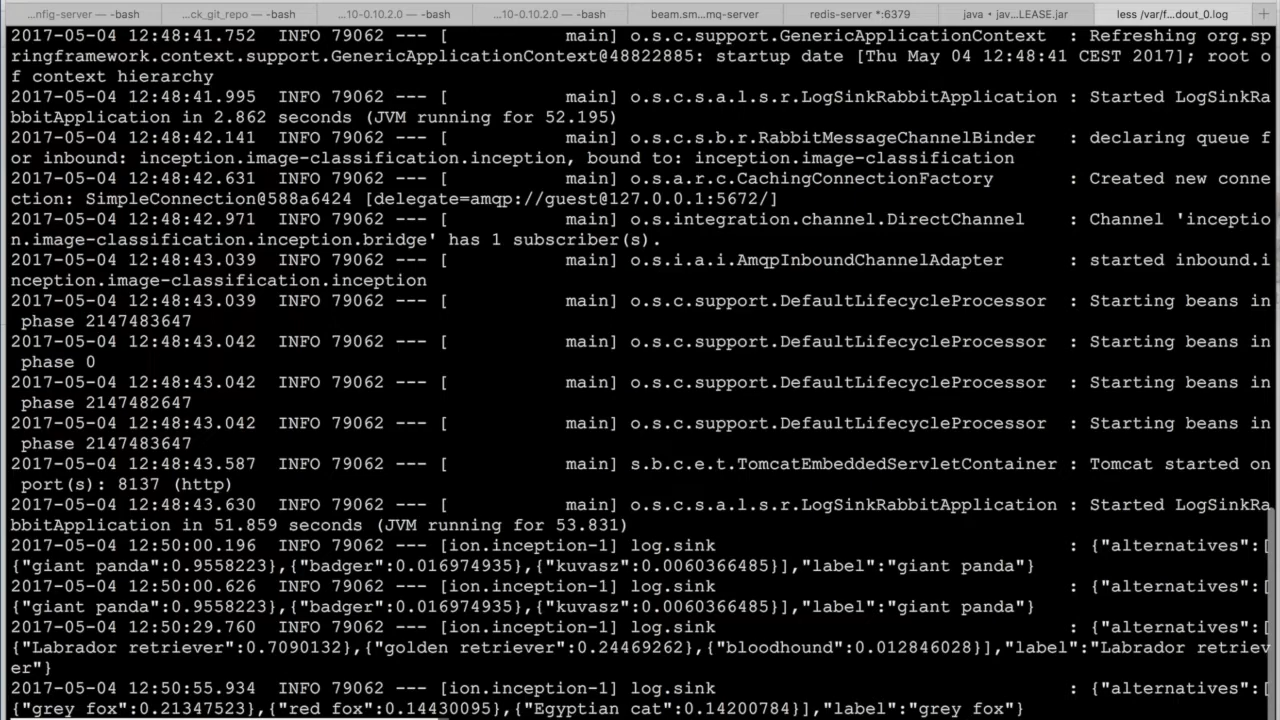 ...nfig-server — -bash ...ck_git_repo — -bash ...10-0.10.2.0 — -bash ...10-0.10.2.0 — -bash beam.sm...mq-server redis-server *:6379 java • jav...LEASE.jar less /var/f...dout_0.log +
2017-05-04 12:48:41.752  INFO 79062 --- [           main] o.s.c.support.GenericApplicationContext  : Refreshing org.sp
ringframework.context.support.GenericApplicationContext@48822885: startup date [Thu May 04 12:48:41 CEST 2017]; root o
f context hierarchy
2017-05-04 12:48:41.995  INFO 79062 --- [           main] o.s.c.s.a.l.s.r.LogSinkRabbitApplication : Started LogSinkRa
bbitApplication in 2.862 seconds (JVM running for 52.195)
2017-05-04 12:48:42.141  INFO 79062 --- [           main] o.s.c.s.b.r.RabbitMessageChannelBinder   : declaring queue f
or inbound: inception.image-classification.inception, bound to: inception.image-classification
2017-05-04 12:48:42.631  INFO 79062 --- [           main] o.s.a.r.c.CachingConnectionFactory       : Created new conne
ction: SimpleConnection@588a6424 [delegate=amqp://guest@127.0.0.1:5672/]
2017-05-04 12:48:42.971  INFO 79062 --- [           main] o.s.integration.channel.DirectChannel    : Channel 'inceptio
n.image-classification.inception.bridge' has 1 subscriber(s).
2017-05-04 12:48:43.039  INFO 79062 --- [           main] o.s.i.a.i.AmqpInboundChannelAdapter      : started inbound.i
nception.image-classification.inception
2017-05-04 12:48:43.039  INFO 79062 --- [           main] o.s.c.support.DefaultLifecycleProcessor  : Starting beans in
 phase 2147483647
2017-05-04 12:48:43.042  INFO 79062 --- [           main] o.s.c.support.DefaultLifecycleProcessor  : Starting beans in
 phase 0
2017-05-04 12:48:43.042  INFO 79062 --- [           main] o.s.c.support.DefaultLifecycleProcessor  : Starting beans in
 phase 2147482647
2017-05-04 12:48:43.042  INFO 79062 --- [           main] o.s.c.support.DefaultLifecycleProcessor  : Starting beans in
 phase 2147483647
2017-05-04 12:48:43.587  INFO 79062 --- [           main] s.b.c.e.t.TomcatEmbeddedServletContainer : Tomcat started on
 port(s): 8137 (http)
2017-05-04 12:48:43.630  INFO 79062 --- [           main] o.s.c.s.a.l.s.r.LogSinkRabbitApplication : Started LogSinkRa
bbitApplication in 51.859 seconds (JVM running for 53.831)
2017-05-04 12:50:00.196  INFO 79062 --- [ion.inception-1] log.sink                                 : {"alternatives":[
{"giant panda":0.9558223},{"badger":0.016974935},{"kuvasz":0.0060366485}],"label":"giant panda"}
2017-05-04 12:50:00.626  INFO 79062 --- [ion.inception-1] log.sink                                 : {"alternatives":[
{"giant panda":0.9558223},{"badger":0.016974935},{"kuvasz":0.0060366485}],"label":"giant panda"}
2017-05-04 12:50:29.760  INFO 79062 --- [ion.inception-1] log.sink                                 : {"alternatives":[
{"Labrador retriever":0.7090132},{"golden retriever":0.24469262},{"bloodhound":0.012846028}],"label":"Labrador retriev
er"}
2017-05-04 12:50:55.934  INFO 79062 --- [ion.inception-1] log.sink                                 : {"alternatives":[
{"grey fox":0.21347523},{"red fox":0.14430095},{"Egyptian cat":0.14200784}],"label":"grey fox"}